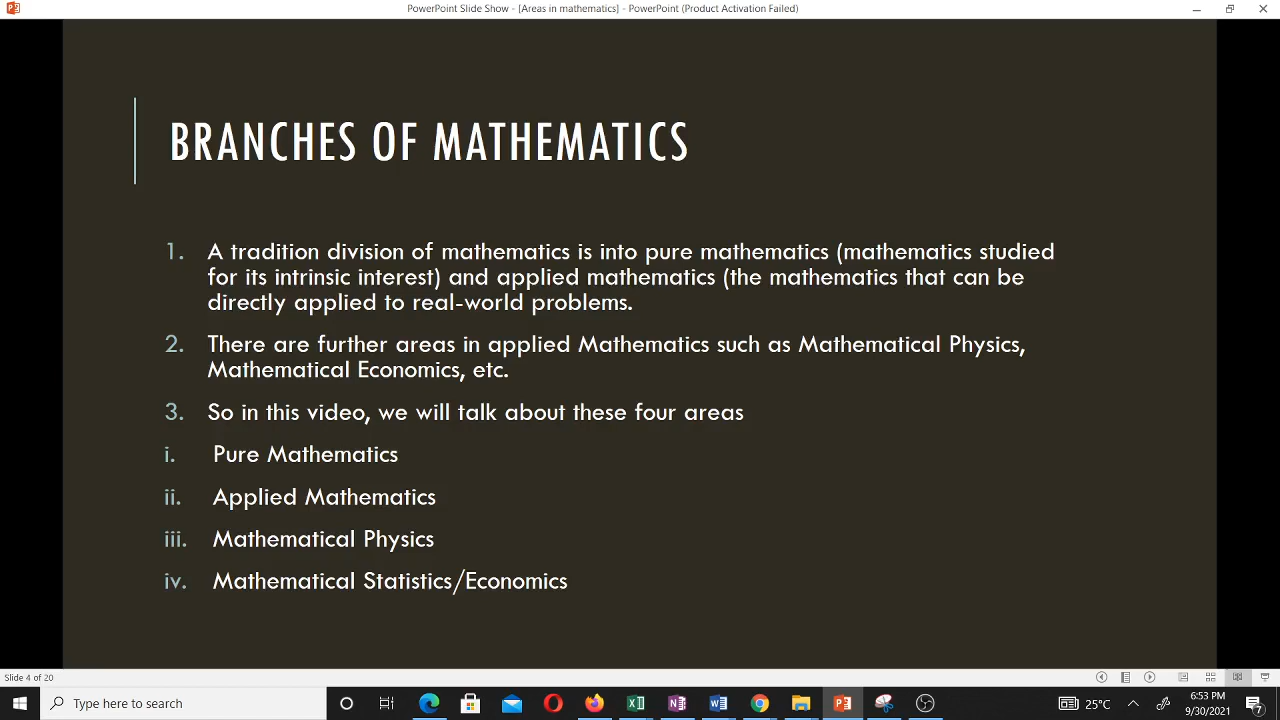 PowerPoint Slide Show - [Areas in mathematics] - PowerPoint (Product Activation Failed)
BRANCHES OF MATHEMATICS
1. A tradition division of mathematics is into pure mathematics (mathematics studied
for its intrinsic interest) and applied mathematics (the mathematics that can be
directly applied to real-world problems.
2. There are further areas in applied Mathematics such as Mathematical Physics,
Mathematical Economics, etc.
3. So in this video, we will talk about these four areas
i. Pure Mathematics
ii. Applied Mathematics
iii. Mathematical Physics
iv. Mathematical Statistics/Economics
Slide 4 of 20
Type here to search
25°C
6:53 PM
9/30/2021
7